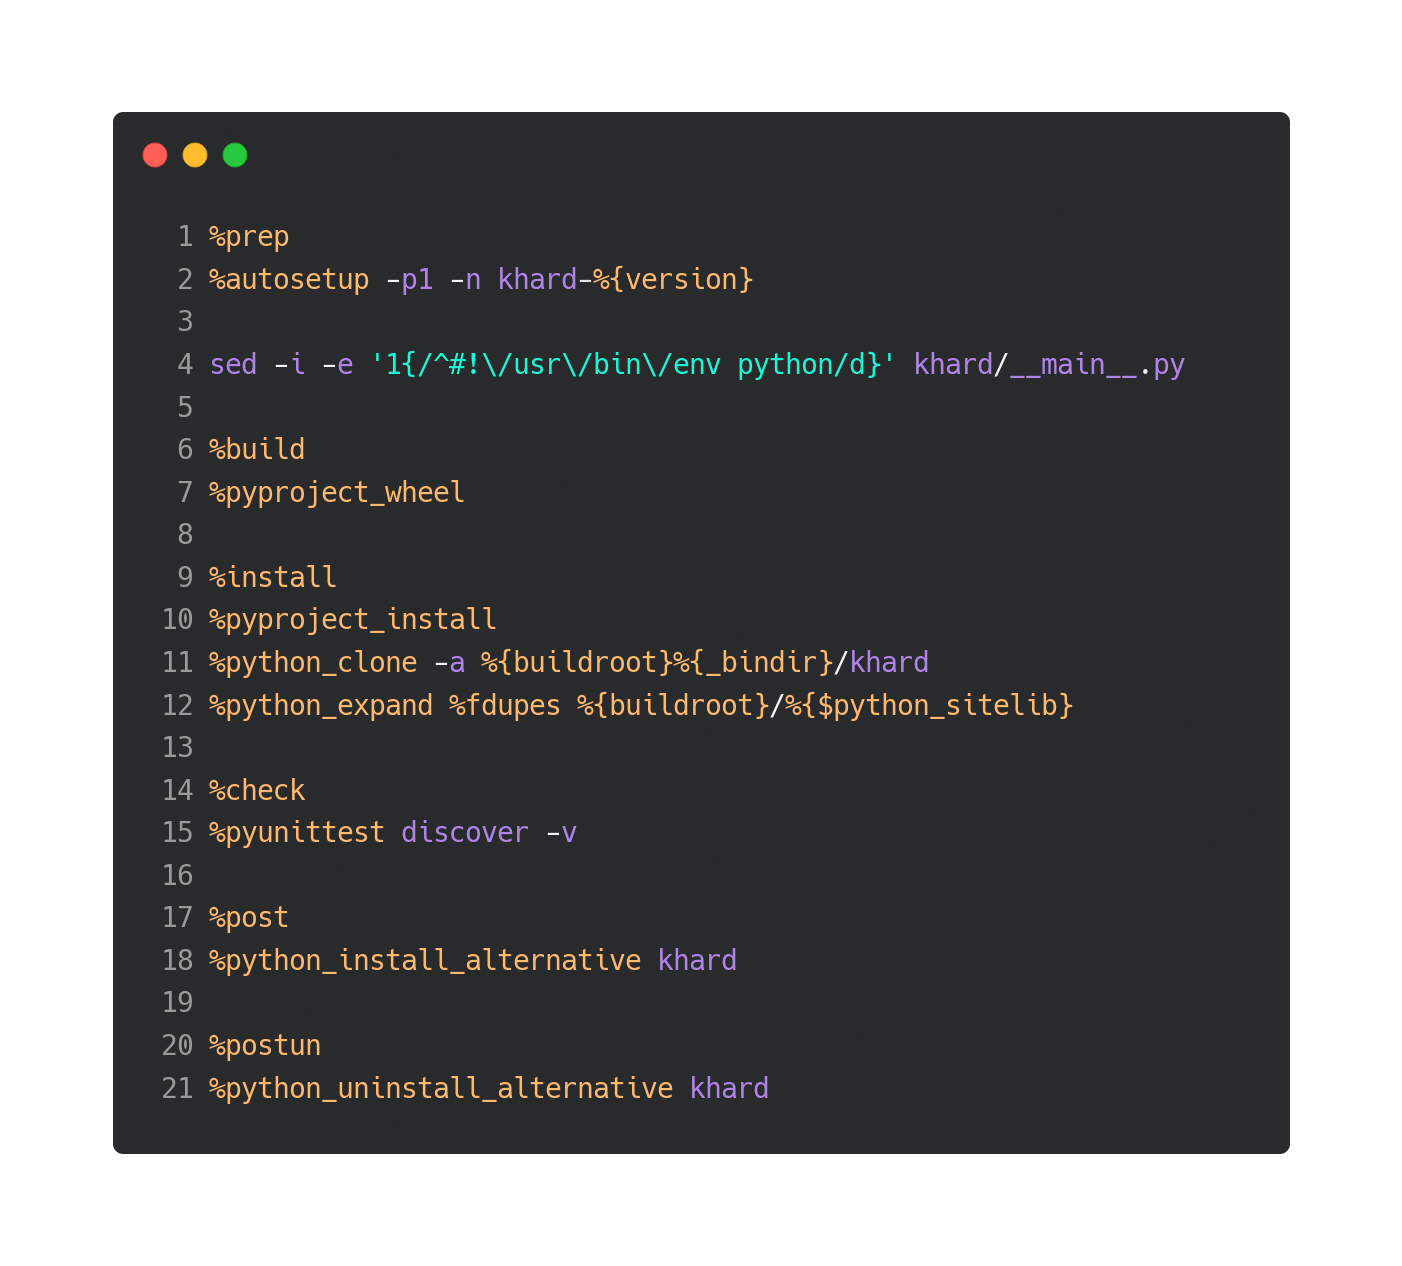 1 %prep
2 %autosetup -p1 -n khard-%{version}
3
4 sed -i -e '1{/^#!\/usr\/bin\/env python/d}' khard/__main__.py
5
6 %build
7 %pyproject_wheel
8
9 %install
10 %pyproject_install
11 %python_clone -a %{buildroot}%{_bindir}/khard
12 %python_expand %fdupes %{buildroot}/%{$python_sitelib}
13
14 %check
15 %pyunittest discover -v
16
17 %post
18 %python_install_alternative khard
19
20 %postun
21 %python_uninstall_alternative khard